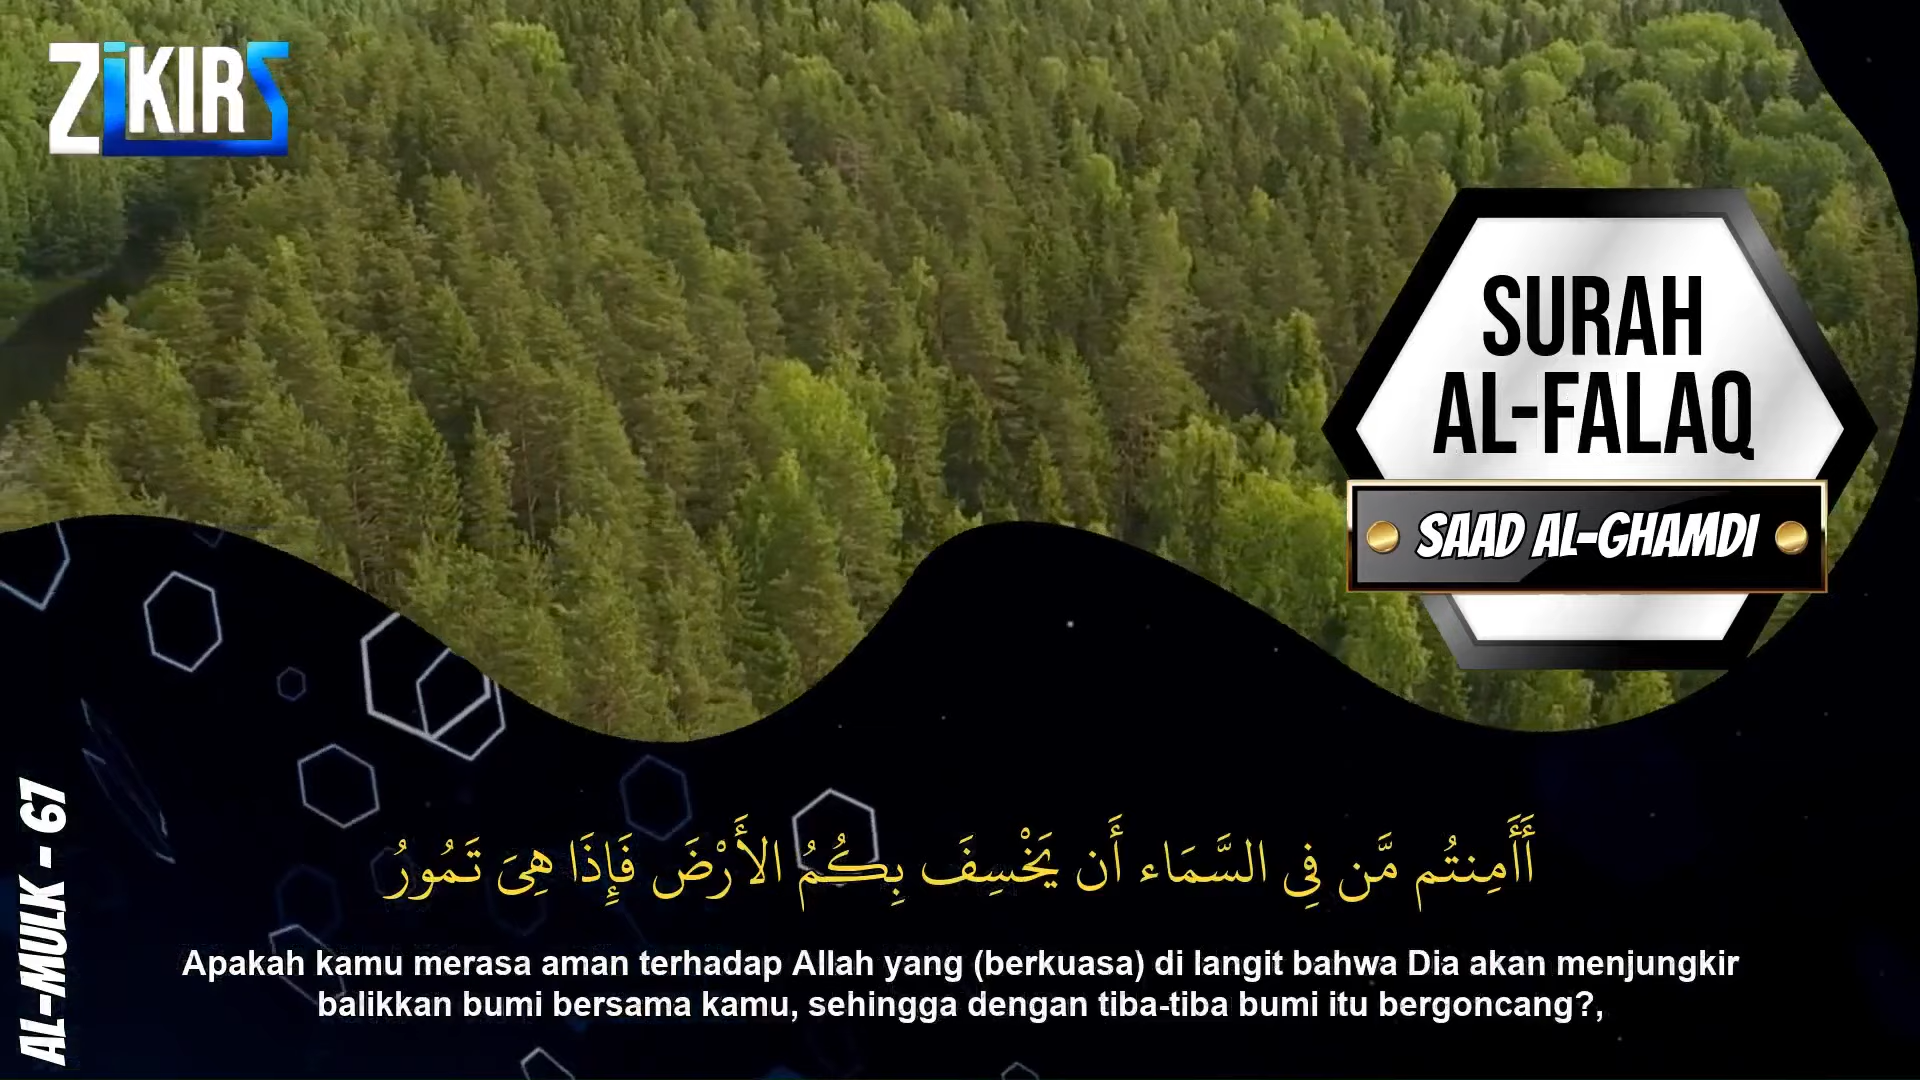 ZiKIRS
SURAH
AL-FALAQ
SAAD AL-GHAMDI
AL-MULK - 67
أَأَمِنتُم مَّن فِى السَّمَاء أَن يَخْسِفَ بِكُمُ الأَرْضَ فَإِذَا هِىَ تَمُورُ
Apakah kamu merasa aman terhadap Allah yang (berkuasa) di langit bahwa Dia akan menjungkir
balikkan bumi bersama kamu, sehingga dengan tiba-tiba bumi itu bergoncang?,